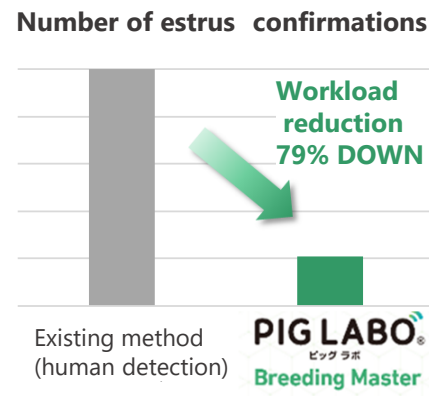 Number of estrus confirmations
Workload
reduction
79% DOWN
Existing method
(human detection)
PIG LABO®
ピッグ ラボ
Breeding Master